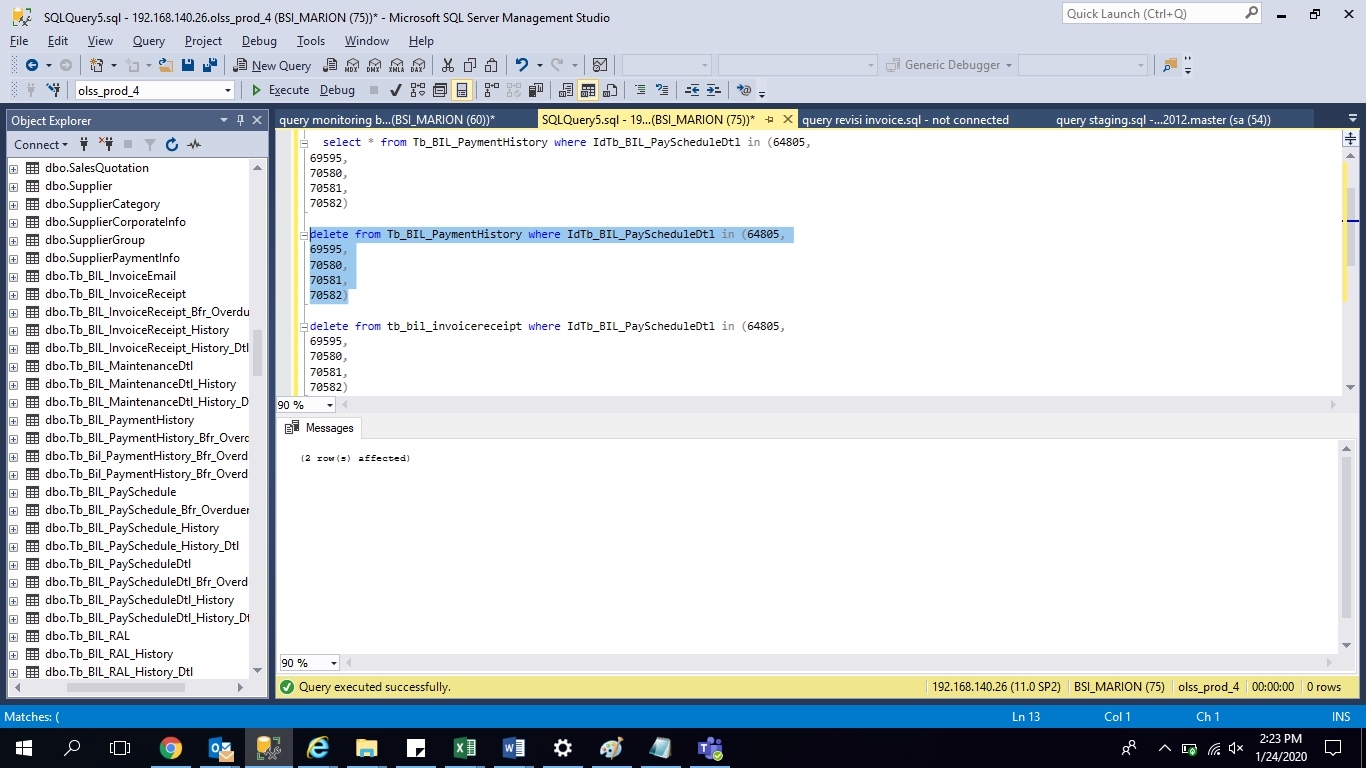 SQLQuery5.sql - 192.168.140.26.olss_prod_4 (BSI_MARION (75))* - Microsoft SQL Server Management Studio
Quick Launch (Ctrl+Q)
File Edit View Query Project Debug Tools Window Help
New Query MDX DMX XMLA DAX Generic Debugger
olss_prod_4 Execute Debug
Object Explorer
Connect
dbo.SalesQuotation
dbo.Supplier
dbo.SupplierCategory
dbo.SupplierCorporateInfo
dbo.SupplierGroup
dbo.SupplierPaymentInfo
dbo.Tb_BIL_InvoiceEmail
dbo.Tb_BIL_InvoiceReceipt
dbo.Tb_BIL_InvoiceReceipt_Bfr_Overdu
dbo.Tb_BIL_InvoiceReceipt_History
dbo.Tb_BIL_InvoiceReceipt_History_Dtl
dbo.Tb_BIL_MaintenanceDtl
dbo.Tb_BIL_MaintenanceDtl_History
dbo.Tb_BIL_MaintenanceDtl_History_D
dbo.Tb_BIL_PaymentHistory
dbo.Tb_BIL_PaymentHistory_Bfr_Overd
dbo.Tb_Bil_PaymentHistory_Bfr_Overd
dbo.Tb_Bil_PaymentHistory_Bfr_Overd
dbo.Tb_BIL_PaySchedule
dbo.Tb_BIL_PaySchedule_Bfr_Overduer
dbo.Tb_BIL_PaySchedule_History
dbo.Tb_BIL_PaySchedule_History_Dtl
dbo.Tb_BIL_PayScheduleDtl
dbo.Tb_BIL_PayScheduleDtl_Bfr_Overd
dbo.Tb_BIL_PayScheduleDtl_History
dbo.Tb_BIL_PayScheduleDtl_History_Dt
dbo.Tb_BIL_RAL
dbo.Tb_BIL_RAL_History
dbo.Tb_BIL_RAL_History_Dtl
query monitoring b...(BSI_MARION (60))* SQLQuery5.sql - 19...(BSI_MARION (75))* query revisi invoice.sql - not connected query staging.sql -...2012.master (sa (54))
select * from Tb_BIL_PaymentHistory where IdTb_BIL_PayScheduleDtl in (64805,
69595,
70580,
70581,
70582)
delete from Tb_BIL_PaymentHistory where IdTb_BIL_PayScheduleDtl in (64805,
69595,
70580,
70581,
70582)
delete from tb_bil_invoicereceipt where IdTb_BIL_PayScheduleDtl in (64805,
69595,
70580,
70581,
70582)
90 %
Messages
(2 row(s) affected)
90 %
Query executed successfully. 192.168.140.26 (11.0 SP2) BSI_MARION (75) olss_prod_4 00:00:00 0 rows
Matches: ( Ln 13 Col 1 Ch 1 INS
2:23 PM
1/24/2020